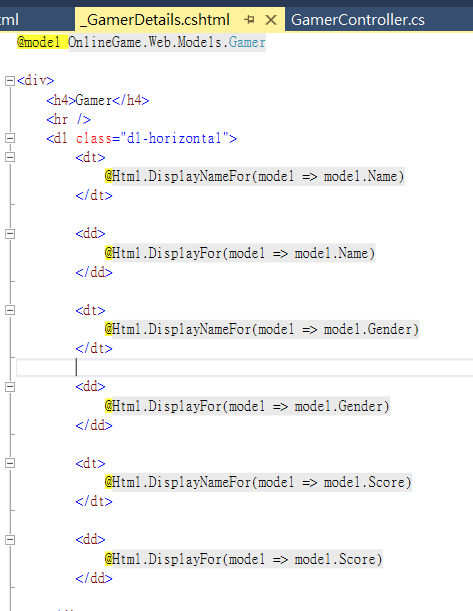 tml
_GamerDetails.cshtml
GamerController.cs
@model OnlineGame.Web.Models.Gamer
<div>
<h4>Gamer</h4>
<hr />
<dl class="dl-horizontal">
<dt>
@Html.DisplayNameFor(model => model.Name)
</dt>
<dd>
@Html.DisplayFor(model => model.Name)
</dd>
<dt>
@Html.DisplayNameFor(model => model.Gender)
</dt>
<dd>
@Html.DisplayFor(model => model.Gender)
</dd>
<dt>
@Html.DisplayNameFor(model => model.Score)
</dt>
<dd>
@Html.DisplayFor(model => model.Score)
</dd>